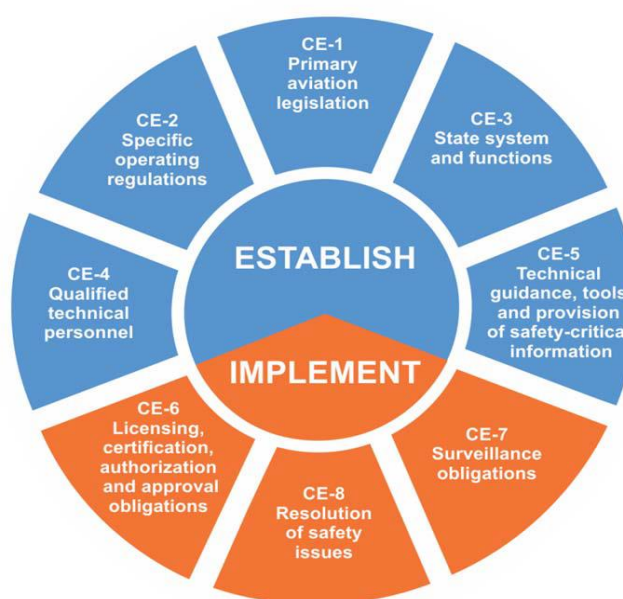 CE-1
Primary
aviation
legislation
CE-2
Specific
operating
regulations
CE-3
State system
and functions
CE-4
Qualified
technical
personnel
ESTABLISH
CE-5
Technical
guidance, tools
and provision
of safety-critical
information
IMPLEMENT
CE-6
Licensing,
certification,
authorization
and approval
obligations
CE-7
Surveillance
obligations
CE-8
Resolution
of safety
issues